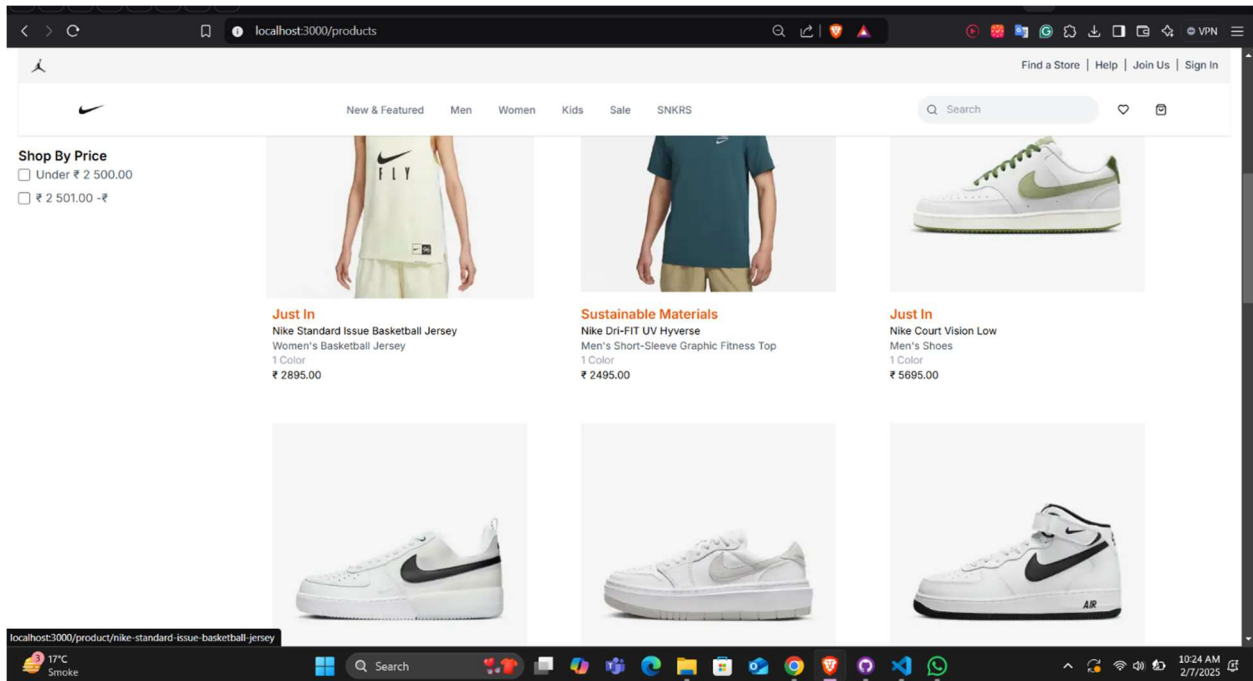 localhost:3000/products
VPN
Find a Store | Help | Join Us | Sign In
New & Featured Men Women Kids Sale SNKRS
Search
Shop By Price
Under ₹ 2 500.00
₹ 2 501.00 -₹
FLY
Just In
Nike Standard Issue Basketball Jersey
Women's Basketball Jersey
1 Color
₹ 2895.00
Sustainable Materials
Nike Dri-FIT UV Hyverse
Men's Short-Sleeve Graphic Fitness Top
1 Color
₹ 2495.00
Just In
Nike Court Vision Low
Men's Shoes
1 Color
₹ 5695.00
AIR
localhost:3000/product/nike-standard-issue-basketball-jersey
3
17°C
Smoke
Search
10:24 AM
2/7/2025